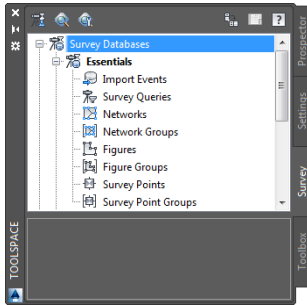 Survey Databases
Essentials
Import Events
Survey Queries
Networks
Network Groups
Figures
Figure Groups
Survey Points
Survey Point Groups
Prospector
Settings
Survey
Toolbox
TOOLSPACE